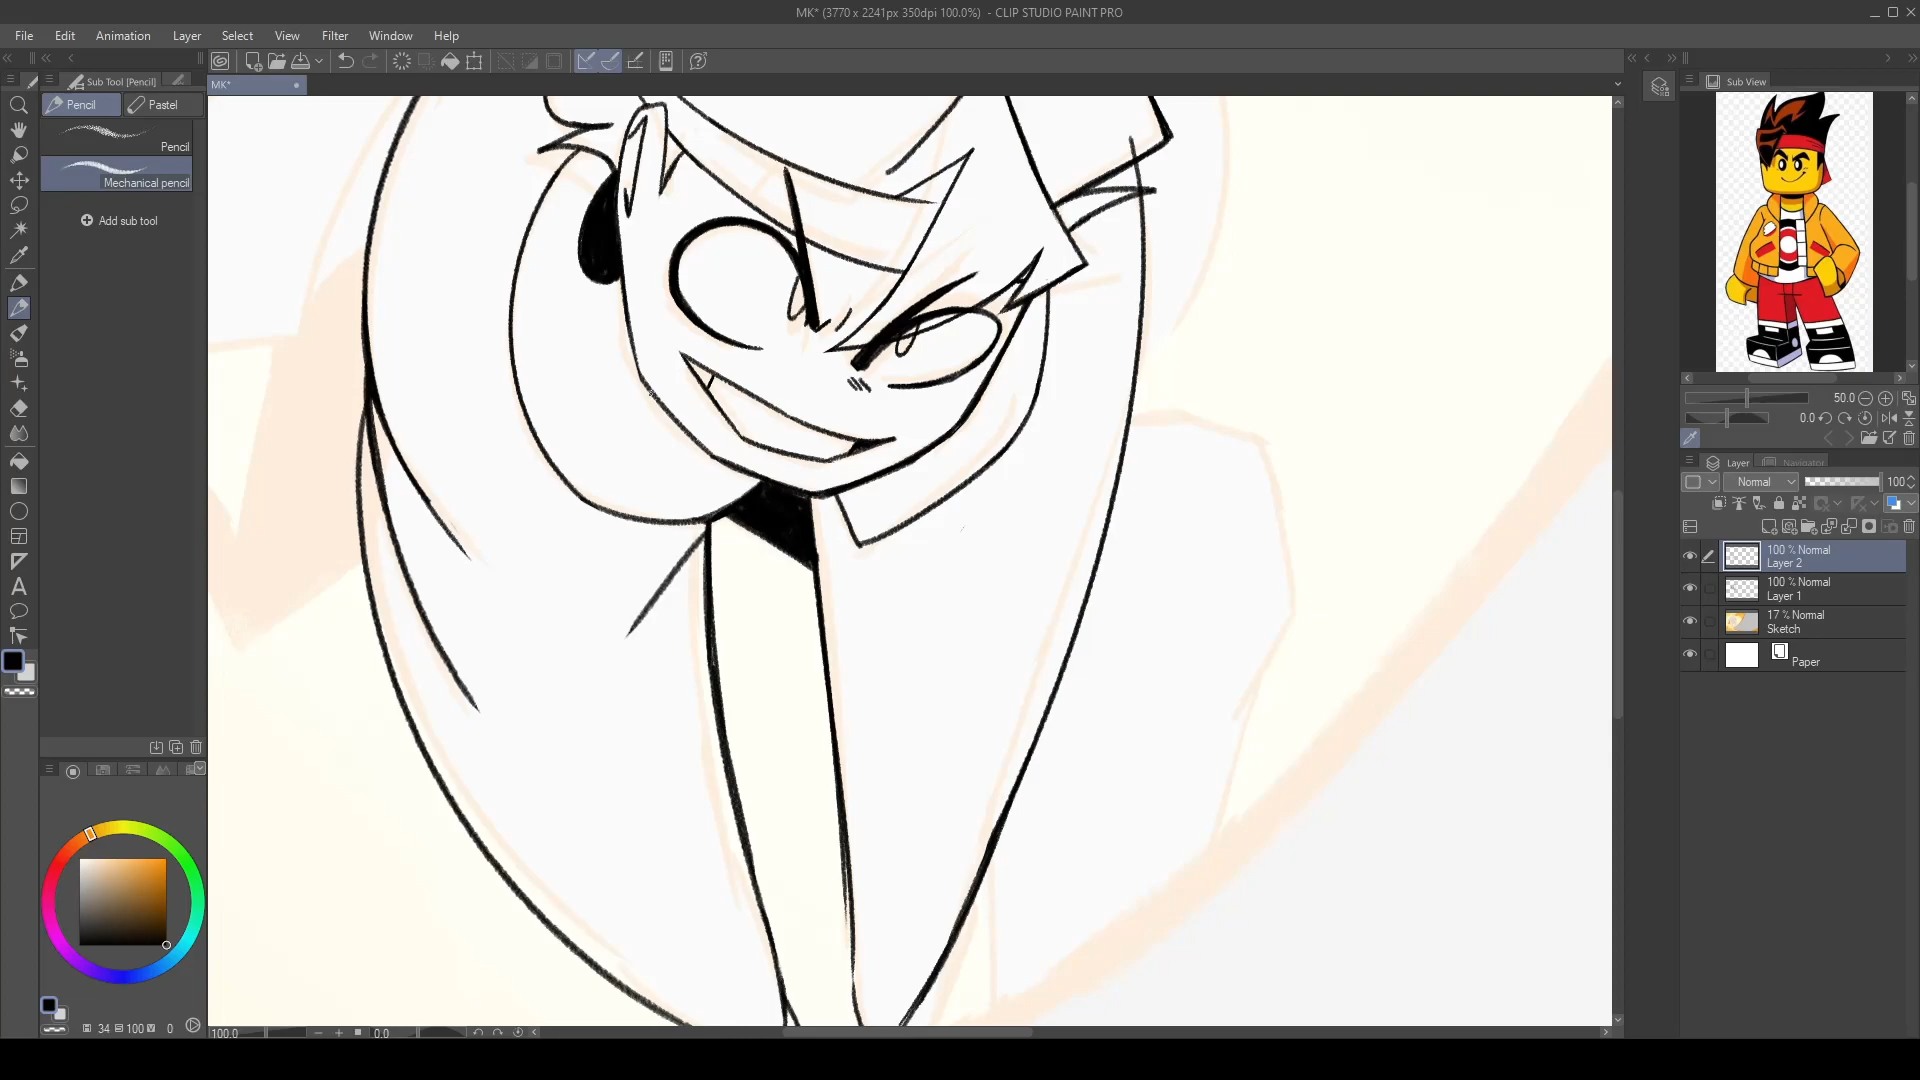 MK* (3770 x 2241px 350dpi 100.0%) - CLIP STUDIO PAINT PRO
File Edit Animation Layer Select View Filter Window Help
Sub Tool [Pencil]
MK*
Sub View
Pencil Pastel
Pencil
Mechanical pencil
Add sub tool
50.0
0.0
Layer Navigator
Normal 100
100 % Normal
Layer 2
100 % Normal
Layer 1
17 % Normal
Sketch
Paper
H 34 S 100 V 0
100.0 0.0